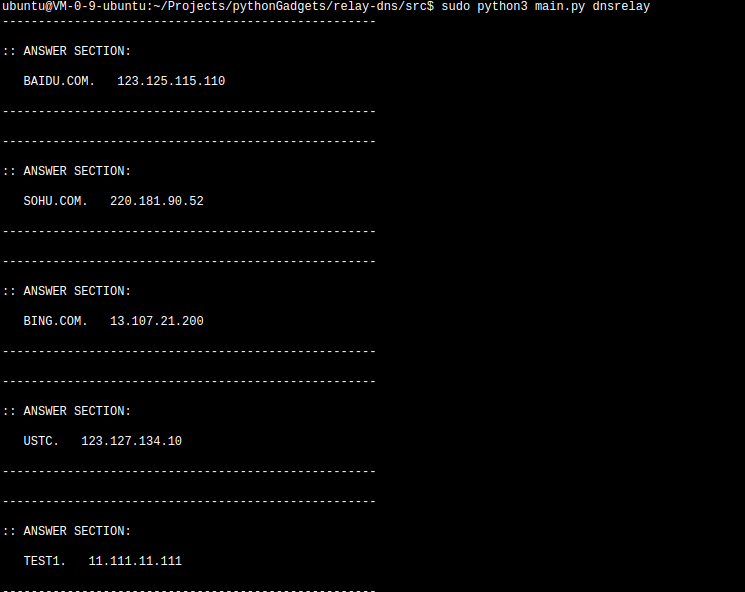 ubuntu@VM-0-9-ubuntu:~/Projects/pythonGadgets/relay-dns/src$ sudo python3 main.py dnsrelay
----------------------------------------------------
:: ANSWER SECTION:
   BAIDU.COM.   123.125.115.110
----------------------------------------------------
----------------------------------------------------
:: ANSWER SECTION:
   SOHU.COM.   220.181.90.52
----------------------------------------------------
----------------------------------------------------
:: ANSWER SECTION:
   BING.COM.   13.107.21.200
----------------------------------------------------
----------------------------------------------------
:: ANSWER SECTION:
   USTC.   123.127.134.10
----------------------------------------------------
----------------------------------------------------
:: ANSWER SECTION:
   TEST1.   11.111.11.111
----------------------------------------------------